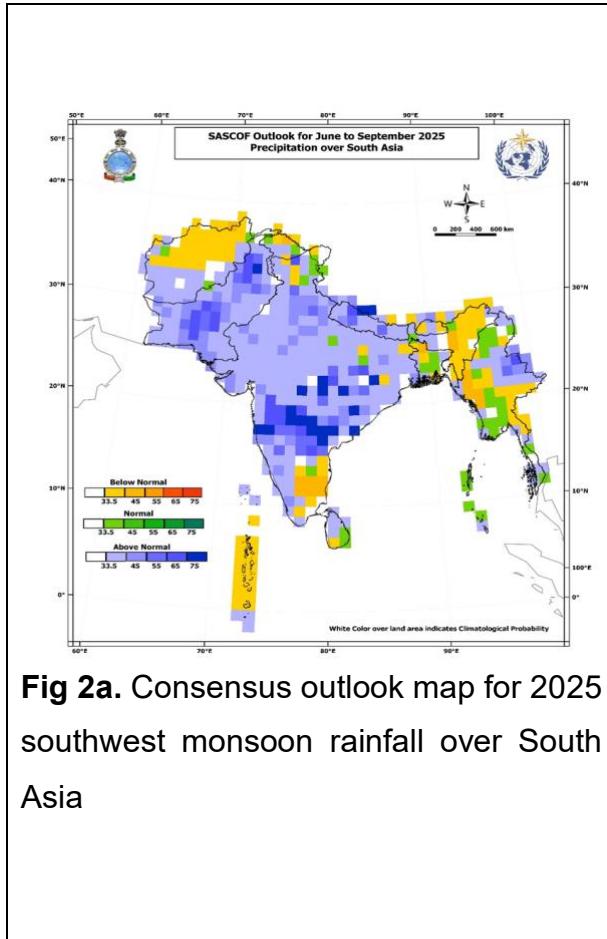 50°E 60°E 70°E 80°E 90°E 100°E
SASCOF Outlook for June to September 2025
Precipitation over South Asia
50°N
40°N 40°N
N
W E
S
0 200 400 600 km
30°N 30°N
20°N 20°N
Below Normal
33.5 45 55 65 75
10°N 10°N
Normal
33.5 45 55 65 75
Above Normal
33.5 45 55 65 75
100°E
0° 0°
White Color over land area indicates Climatological Probability
60°E 70°E 80°E 90°E
Fig 2a. Consensus outlook map for 2025
southwest monsoon rainfall over South
Asia